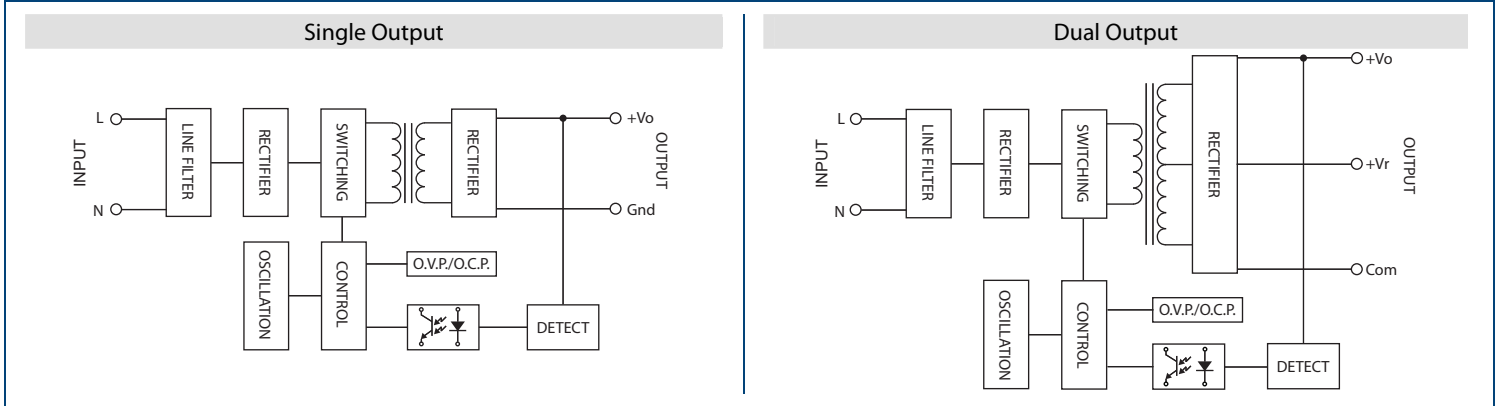 Single Output
L
N
INPUT
LINE FILTER
RECTIFIER
SWITCHING
RECTIFIER
+Vo
Gnd
OUTPUT
OSCILLATION
CONTROL
O.V.P./O.C.P.
DETECT
Dual Output
L
N
INPUT
LINE FILTER
RECTIFIER
SWITCHING
RECTIFIER
+Vo
+Vr
Com
OUTPUT
OSCILLATION
CONTROL
O.V.P./O.C.P.
DETECT